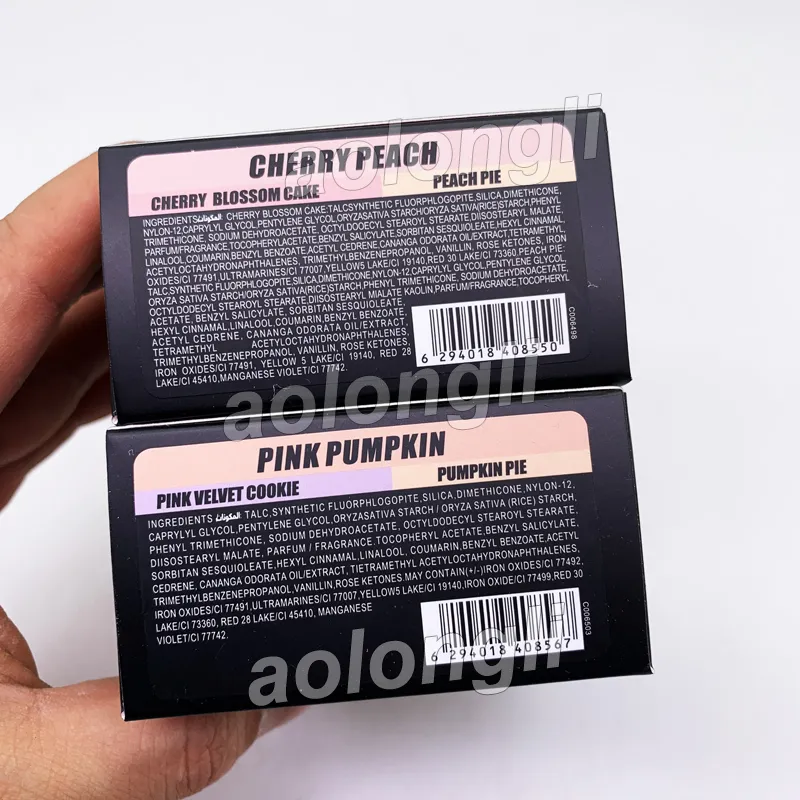 CHERRY PEACH
CHERRY BLOSSOM CAKE
PEACH PIE
INGREDIENTS المكونات: CHERRY BLOSSOM CAKE:TALCSYNTHETIC FLUORPHLOGOPITE,SILICA,DIMETHICONE,
NYLON-12,CAPRYLYL GLYCOL,PENTYLENE GLYCOL,ORYZASATIVA STARCH/ORYZA SATIVA(RICE)STARCH,PHENYL
TRIMETHICONE, SODIUM DEHYDROACETATE, OCTYLDODECYL STEAROYL STEARATE,DIISOSTEARYL MALATE,
PARFUM/FRAGRANCE,TOCOPHERYLACETATE,BENZYL SALICYLATE,SORBITAN SESQUIOLEATE,HEXYL CINNAMAL,
LINALOOL,COUMARIN,BENZYL BENZOATE,ACETYL CEDRENE,CANANGA ODORATA OIL/EXTRACT,TETRAMETHYL
ACETYLOCTAHYDRONAPHTHALENES, TRIMETHYLBENZENEPROPANOL, VANILLIN, ROSE KETONES, IRON
OXIDES/CI 77491,ULTRAMARINES/CI 77007,YELLOW5 LAKE/CI 19140,RED 30 LAKE/CI 73360.PEACH PIE:
TALC,SYNTHETIC FLUORPHLOGOPITE,SILICA,DIMETHICONE,NYLON-12,CAPRYLYL GLYCOL,PENTYLENE GLYCOL,
ORYZA SATIVA STARCH/ORYZA SATIVA(RICE)STARCH,PHENYL TRIMETHICONE, SODIUM DEHYDROACETATE,
OCTYLDODECYL STEAROYL STEARATE,DIISOSTEARYL MIALATE KAOLIN,PARFUM/FRAGRANCE,TOCOPHERYL
ACETATE, BENZYL SALICYLATE, SORBITAN SESQUIOLEATE,
HEXYL CINNAMAL,LINALOOL,COUMARIN,BENZYL BENZOATE,
ACETYL CEDRENE, CANANGA ODORATA OIL/EXTRACT,
TETRAMETHYL ACETYLOCTAHYDRONAPHTHALENES,
TRIMETHYLBENZENEPROPANOL, VANILLIN, ROSE KETONES,
IRON OXIDES/CI 77491, YELLOW 5 LAKE/CI 19140, RED 28
LAKE/CI 45410,MANGANESE VIOLET/CI 77742.
6 294018 408550
C006498
PINK PUMPKIN
PINK VELVET COOKIE
PUMPKIN PIE
INGREDIENTS المكونات: TALC,SYNTHETIC FLUORPHLOGOPITE,SILICA,DIMETHICONE,NYLON-12,
CAPRYLYL GLYCOL,PENTYLENE GLYCOL,ORYZASATIVA STARCH / ORYZA SATIVA (RICE) STARCH,
PHENYL TRIMETHICONE, SODIUM DEHYDROACETATE, OCTYLDODECYL STEAROYL STEARATE,
DIISOSTEARYL MALATE, PARFUM / FRAGRANCE,TOCOPHERYL ACETATE, BENZYL SALICYLATE,
SORBITAN SESQUIOLEATE,HEXYL CINNAMAL,LINALOOL, COUMARIN,BENZYL BENZOATE,ACETYL
CEDRENE, CANANGA ODORATA OIL/EXTRACT, TIETRAMETHYL ACETYLOCTAHYDRONAPHTHALENES,
TRIMETHYLBENZENEPROPANOL,VANILLIN,ROSE KETONES.MAY CONTAIN(+/-)IRON OXIDES/CI 77492,
IRON OXIDES/CI 77491,ULTRAMARINES/CI 77007,YELLOW5 LAKE/CI 19140,IRON OXIDE/CI 77499,RED 30
LAKE/CI 73360, RED 28 LAKE/CI 45410, MANGANESE
VIOLET/CI 77742.
6 294018 408567
C006503
aolongli
aolongli
aolongli